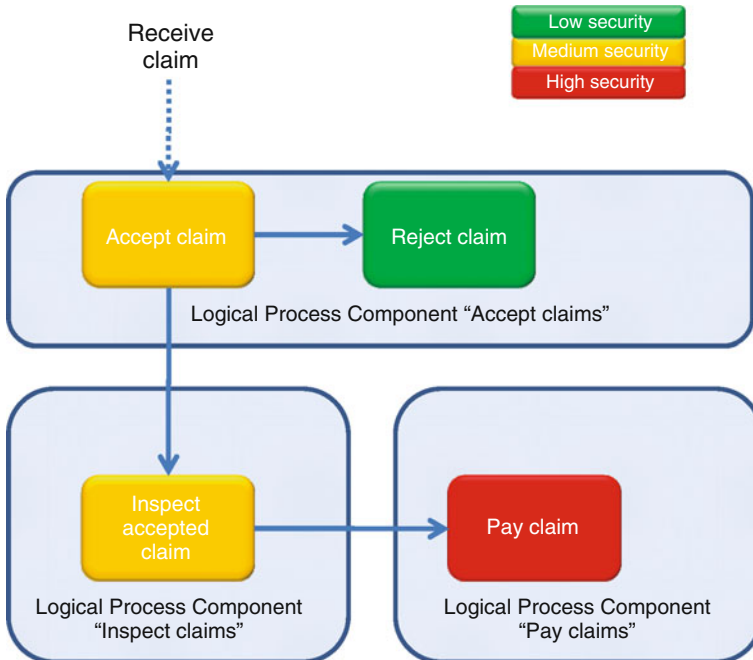 Receive
claim
Low security
Medium security
High security
Accept claim
Reject claim
Logical Process Component “Accept claims”
Inspect
accepted
claim
Logical Process Component
“Inspect claims”
Pay claim
Logical Process Component
“Pay claims”